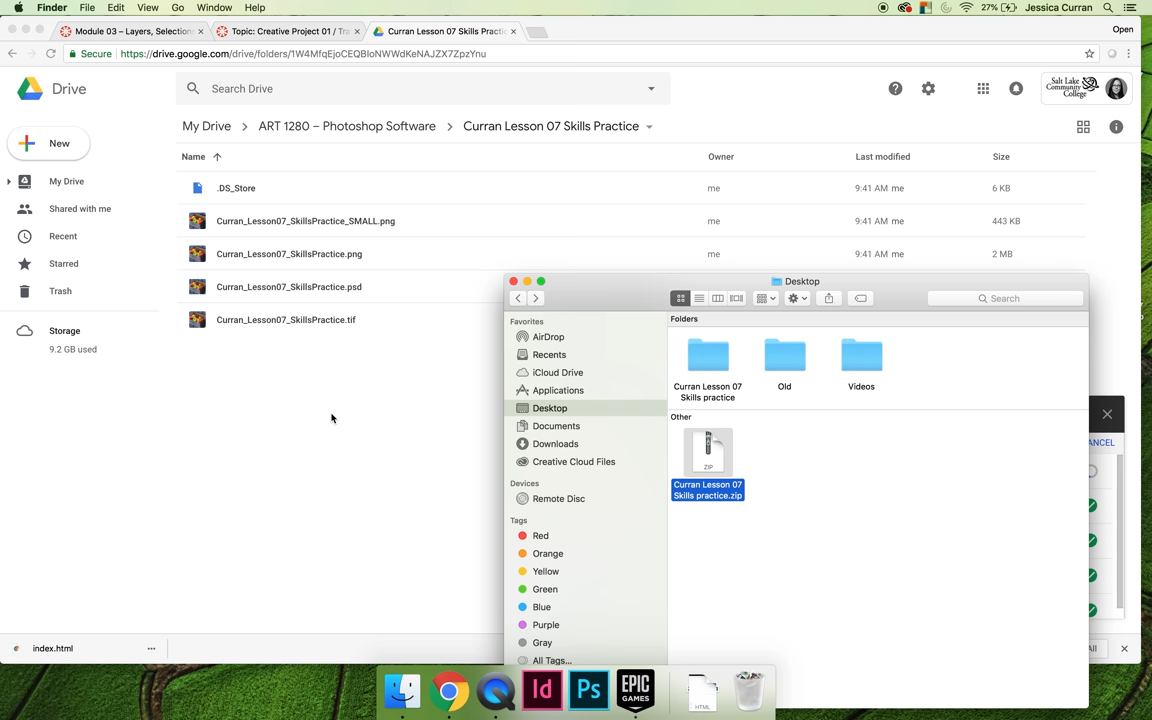 Finder File Edit View Go Window Help 27% Jessica Curran
Module 03 – Layers, Selection Topic: Creative Project 01 / Tra Curran Lesson 07 Skills Practic Open
Secure https://drive.google.com/drive/folders/1W4MfqEjoCEQBIoNWWdKeNAJZX7ZpzYnu
Drive Search Drive Salt Lake Community College
New My Drive ART 1280 – Photoshop Software Curran Lesson 07 Skills Practice
Name Owner Last modified Size
My Drive
Shared with me
Recent
Starred
Trash
Storage
9.2 GB used
.DS_Store me 9:41 AM me 6 KB
Curran_Lesson07_SkillsPractice_SMALL.png me 9:41 AM me 443 KB
Curran_Lesson07_SkillsPractice.png me 9:41 AM me 2 MB
Curran_Lesson07_SkillsPractice.psd
Curran_Lesson07_SkillsPractice.tif
Desktop
Search
Favorites
AirDrop
Recents
iCloud Drive
Applications
Desktop
Documents
Downloads
Creative Cloud Files
Devices
Remote Disc
Tags
Red
Orange
Yellow
Green
Blue
Purple
Gray
All Tags...
Folders
Curran Lesson 07
Skills practice
Old
Videos
Other
ZIP
Curran Lesson 07
Skills practice.zip
ANCEL
index.html
All
Id Ps EPIC
GAMES
HTML